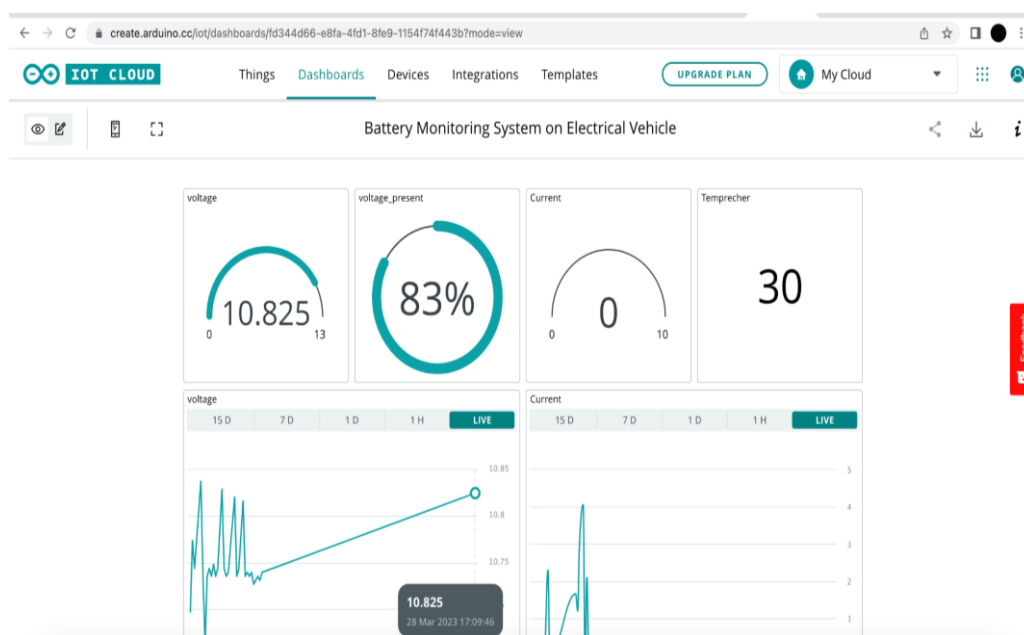 create.arduino.cc/iot/dashboards/fd344d66-e8fa-4fd1-8fe9-1154f74f443b?mode=view
IOT CLOUD
Things Dashboards Devices Integrations Templates UPGRADE PLAN My Cloud
Battery Monitoring System on Electrical Vehicle
voltage
10.825
0 13
voltage_present
83%
Current
0
0 10
Temprecher
30
voltage
15 D 7 D 1 D 1 H LIVE
10.85
10.8
10.75
10.825
28 Mar 2023 17:09:46
Current
15 D 7 D 1 D 1 H LIVE
5
4
3
2
1